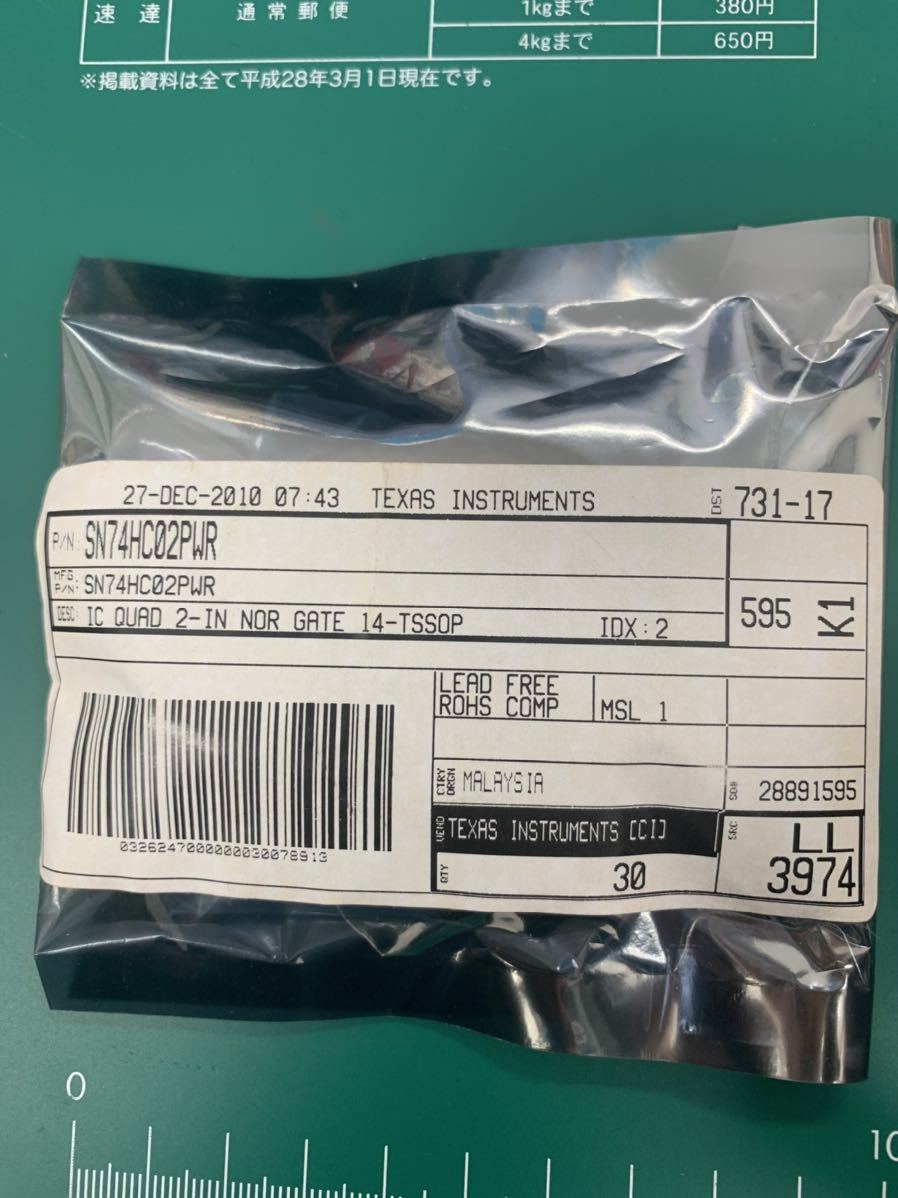 速達 通常郵便 1kgまで 380円
4kgまで 650円
※掲載資料は全て平成28年3月1日現在です。
27-DEC-2010 07:43 TEXAS INSTRUMENTS DST 731-17
P/N: SN74HC02PWR
MFG P/N: SN74HC02PWR
595 K1
DESC: IC QUAD 2-IN NOR GATE 14-TSSOP IDX:2
LEAD FREE
ROHS COMP MSL 1
CTRY ORGN MALAYSIA SO# 28891595
VEND TEXAS INSTRUMENTS [CI] SRC LL
QTY 30 3974
0326247000000030078913
0 10